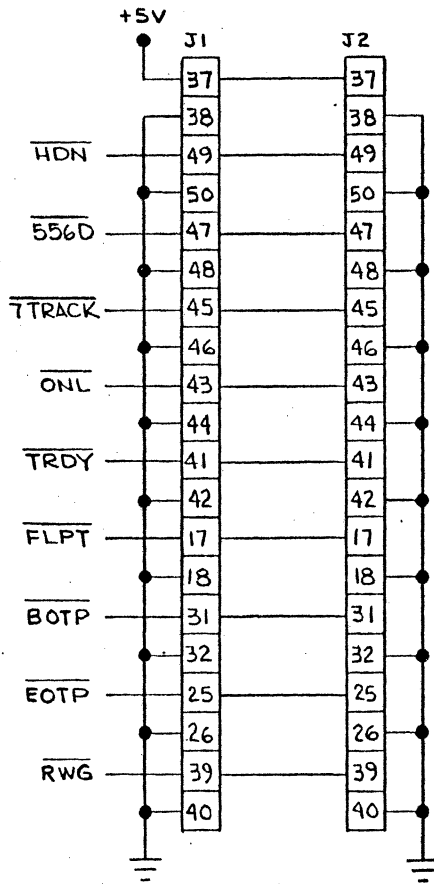 +5V
J1 J2
37 37
38 38
HDN 49 49
50 50
556D 47 47
48 48
7TRACK 45 45
46 46
ONL 43 43
44 44
TRDY 41 41
42 42
FLPT 17 17
18 18
BOTP 31 31
32 32
EOTP 25 25
26 26
RWG 39 39
40 40